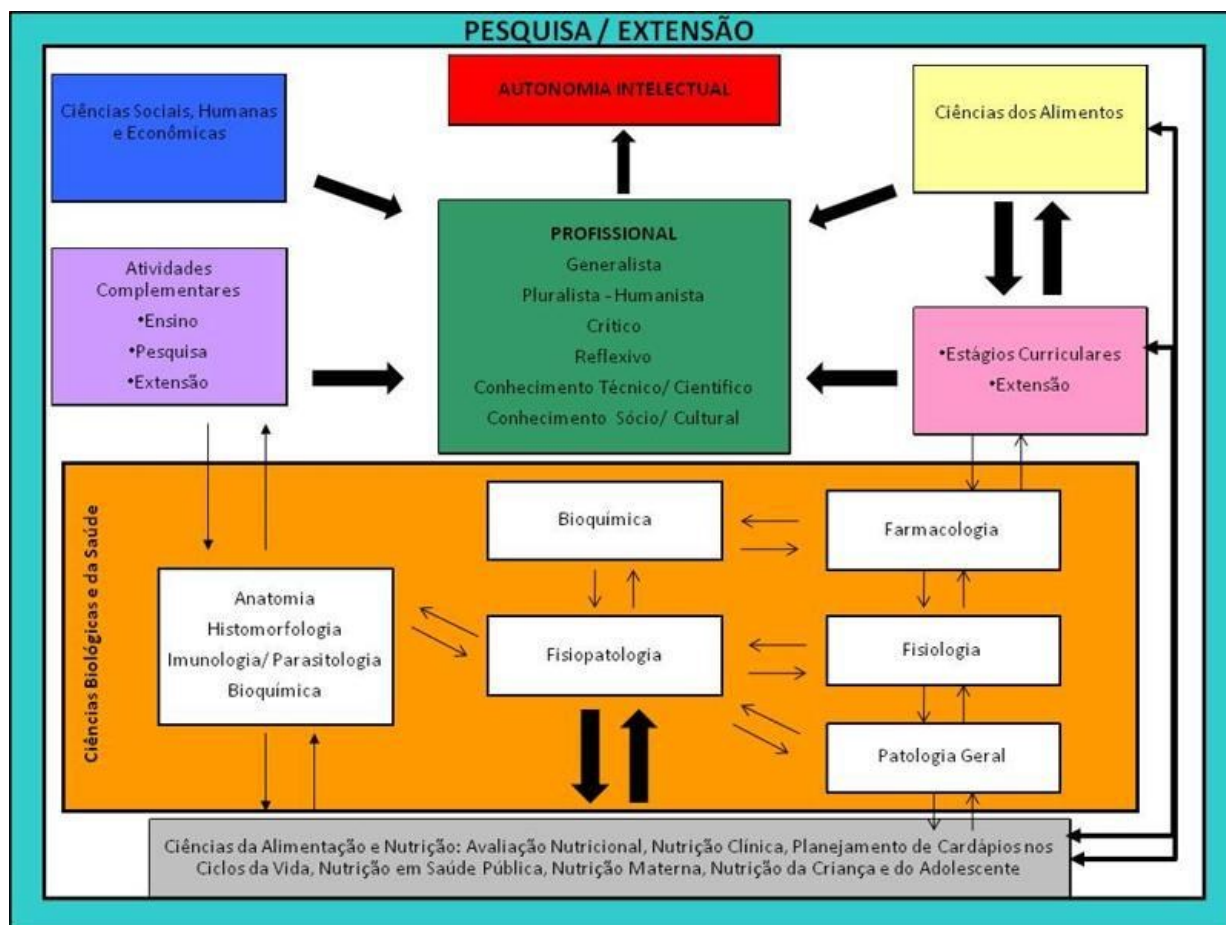 PESQUISA / EXTENSÃO
Ciências Sociais, Humanas
e Econômicas
AUTONOMIA INTELECTUAL
Ciências dos Alimentos
Atividades
Complementares
•Ensino
•Pesquisa
•Extensão
PROFISSIONAL
Generalista
Pluralista - Humanista
Crítico
Reflexivo
Conhecimento Técnico/ Científico
Conhecimento Sócio/ Cultural
•Estágios Curriculares
•Extensão
Ciências Biológicas e da Saúde
Anatomia
Histomorfologia
Imunologia/ Parasitologia
Bioquímica
Bioquímica
Farmacologia
Fisiopatologia
Fisiologia
Patologia Geral
Ciências da Alimentação e Nutrição: Avaliação Nutricional, Nutrição Clínica, Planejamento de Cardápios nos
Ciclos da Vida, Nutrição em Saúde Pública, Nutrição Materna, Nutrição da Criança e do Adolescente